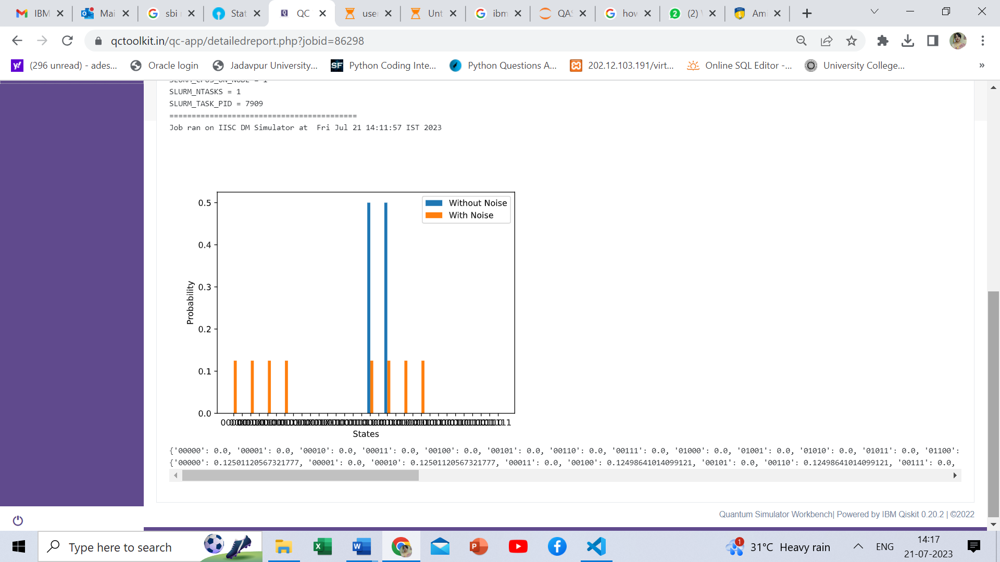 IBM
Mai
sbi
Stat
QC
user
Unt
ibm
QAS
how
(2)
Ami
qctoolkit.in/qc-app/detailedreport.php?jobid=86298
(296 unread) - ades...
Oracle login
Jadavpur University...
Python Coding Inte...
Python Questions A...
202.12.103.191/virt...
Online SQL Editor -...
University College...
»
SLURM_CPUS_ON_NODE = 1
SLURM_NTASKS = 1
SLURM_TASK_PID = 7909
==========================================
Job ran on IISC DM Simulator at  Fri Jul 21 14:11:57 IST 2023
Without Noise
With Noise
0.5
0.4
0.3
0.2
0.1
0.0
Probability
States
{'00000': 0.0, '00001': 0.0, '00010': 0.0, '00011': 0.0, '00100': 0.0, '00101': 0.0, '00110': 0.0, '00111': 0.0, '01000': 0.0, '01001': 0.0, '01010': 0.0, '01011': 0.0, '01100':
{'00000': 0.12501120567321777, '00001': 0.0, '00010': 0.12501120567321777, '00011': 0.0, '00100': 0.12498641014099121, '00101': 0.0, '00110': 0.12498641014099121, '00111': 0.0,
Quantum Simulator Workbench| Powered by IBM Qiskit 0.20.2 | ©2022
Type here to search
1
31°C Heavy rain
ENG
14:17
21-07-2023